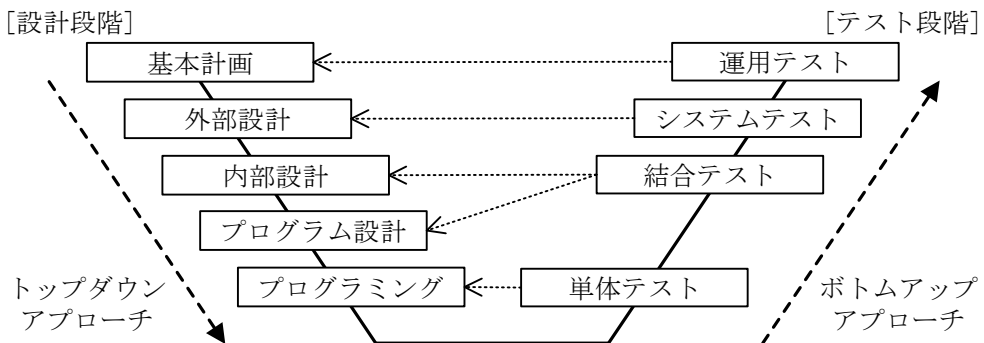 [設計段階]
[テスト段階]
基本計画
運用テスト
外部設計
システムテスト
内部設計
結合テスト
プログラム設計
プログラミング
単体テスト
トップダウン
アプローチ
ボトムアップ
アプローチ